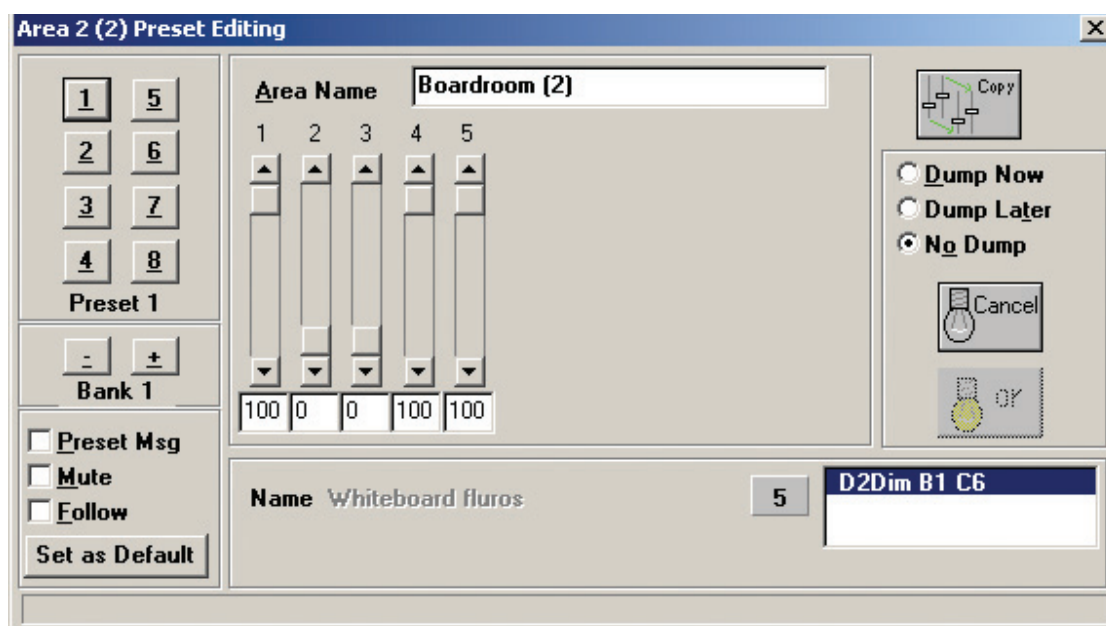 Area 2 (2) Preset Editing
1 5
2 6
3 7
4 8
Preset 1
- +
Bank 1
Preset Msg
Mute
Follow
Set as Default
Area Name Boardroom (2)
1 2 3 4 5
100 0 0 100 100
Name Whiteboard fluros 5 D2Dim B1 C6
Copy
Dump Now
Dump Later
No Dump
Cancel
OK